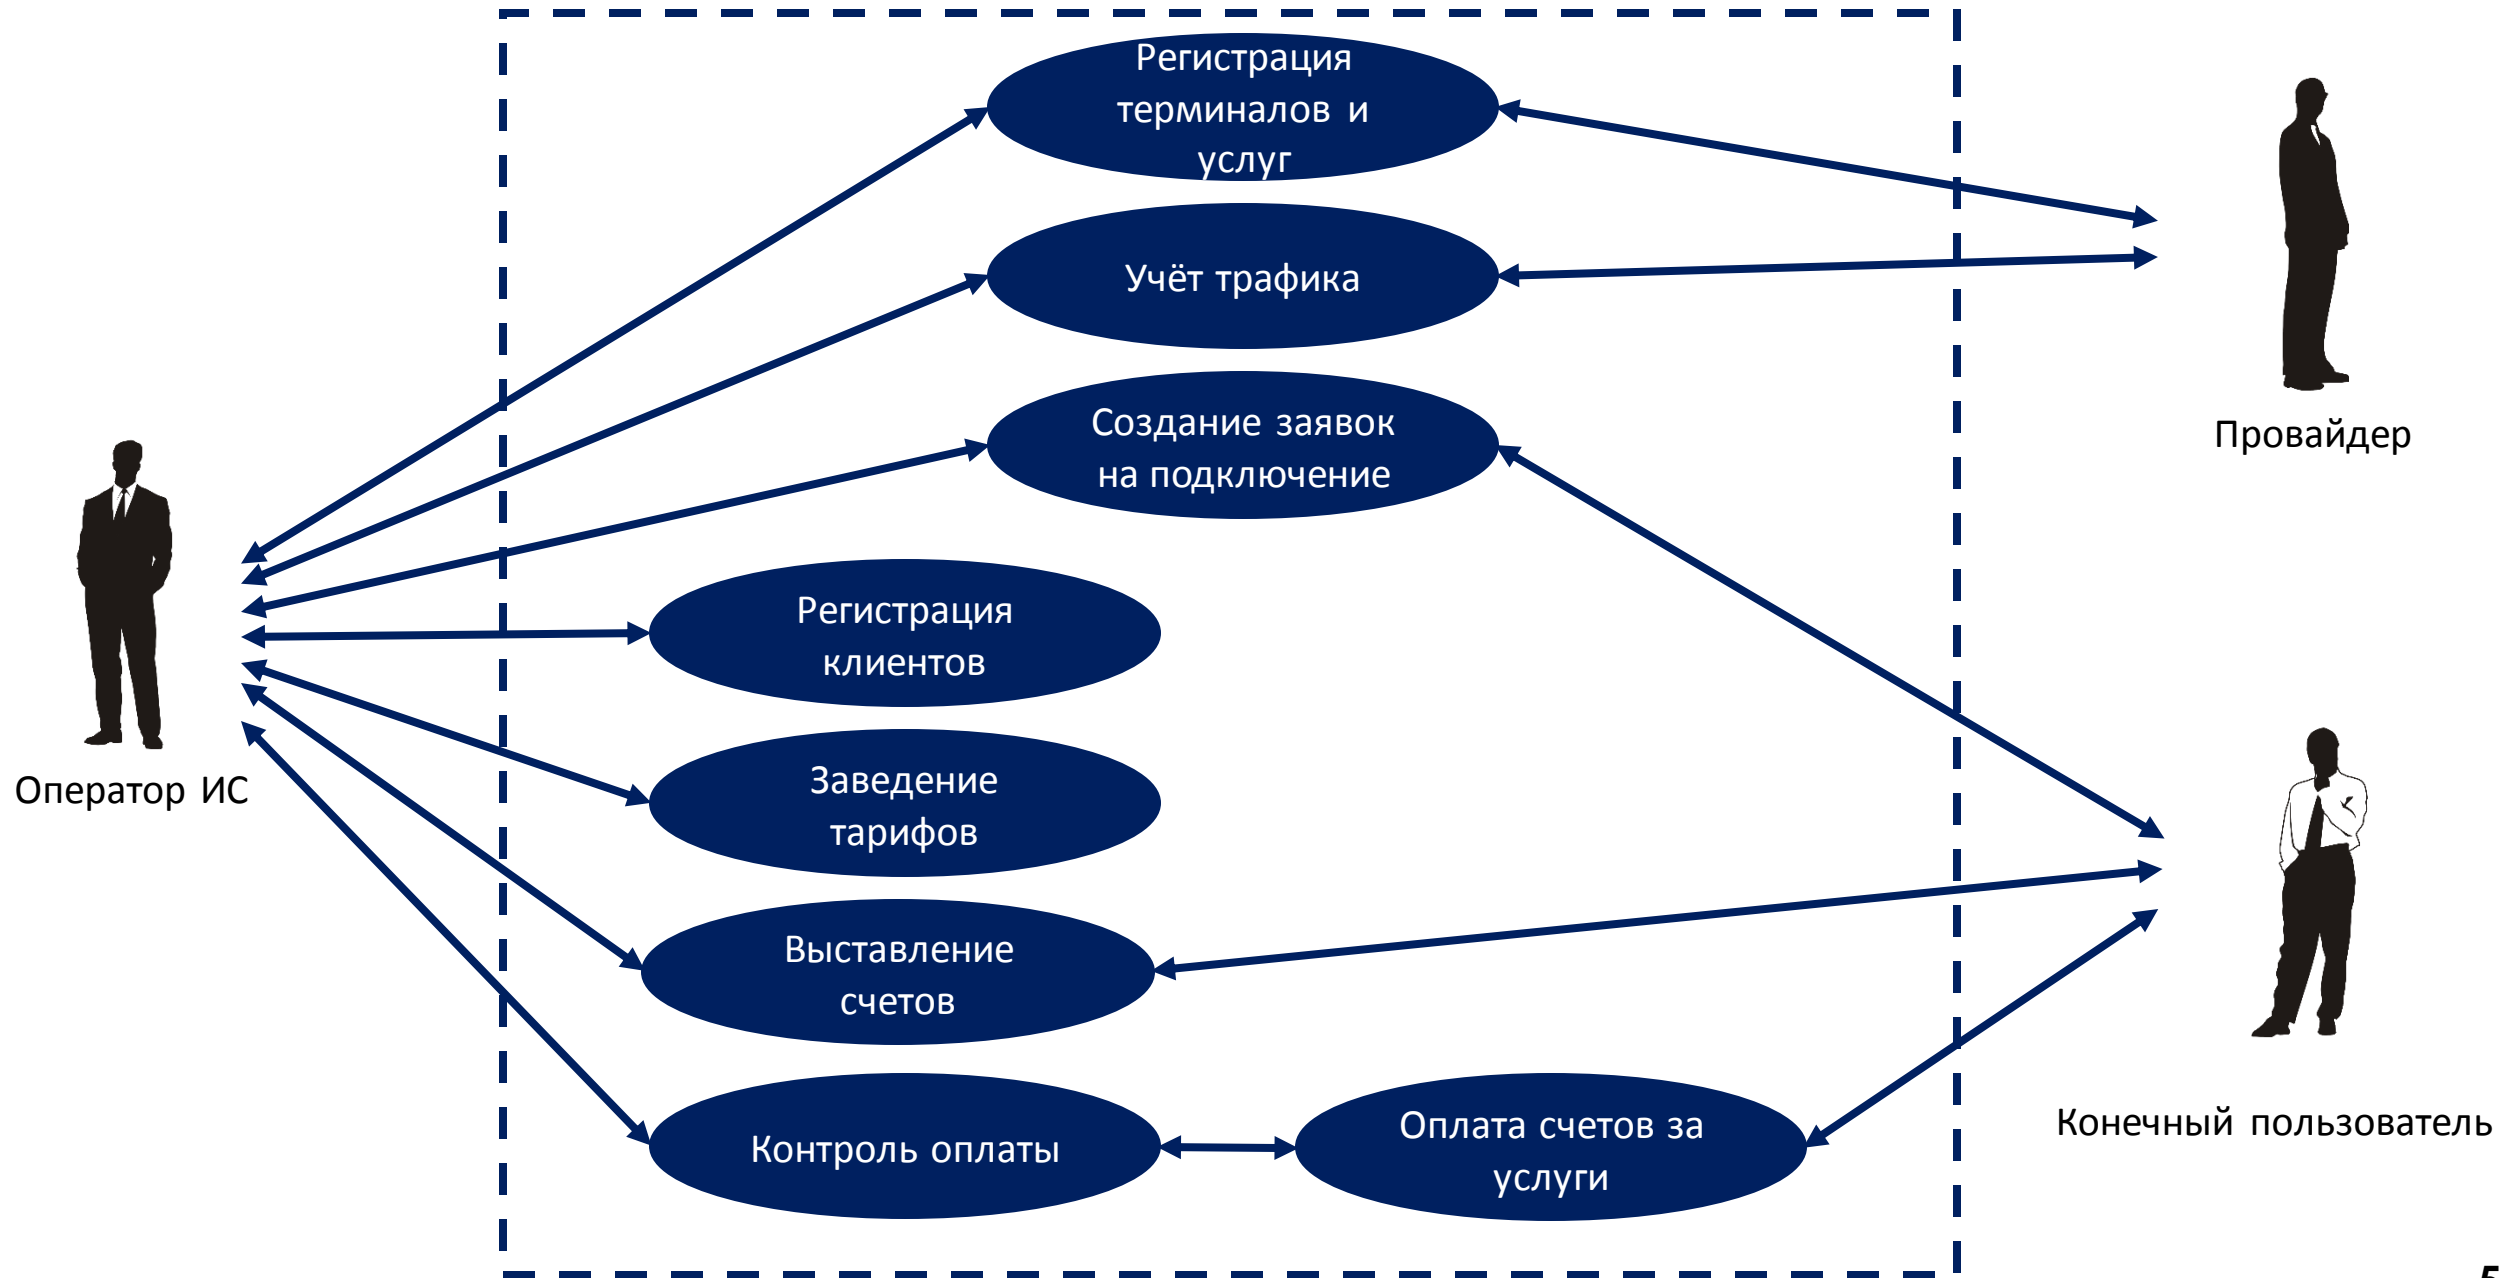 Регистрация
терминалов и
услуг
Учёт трафика
Создание заявок
на подключение
Провайдер
Регистрация
клиентов
Оператор ИС
Заведение
тарифов
Выставление
счетов
Контроль оплаты
Оплата счетов за
услуги
Конечный пользователь
5